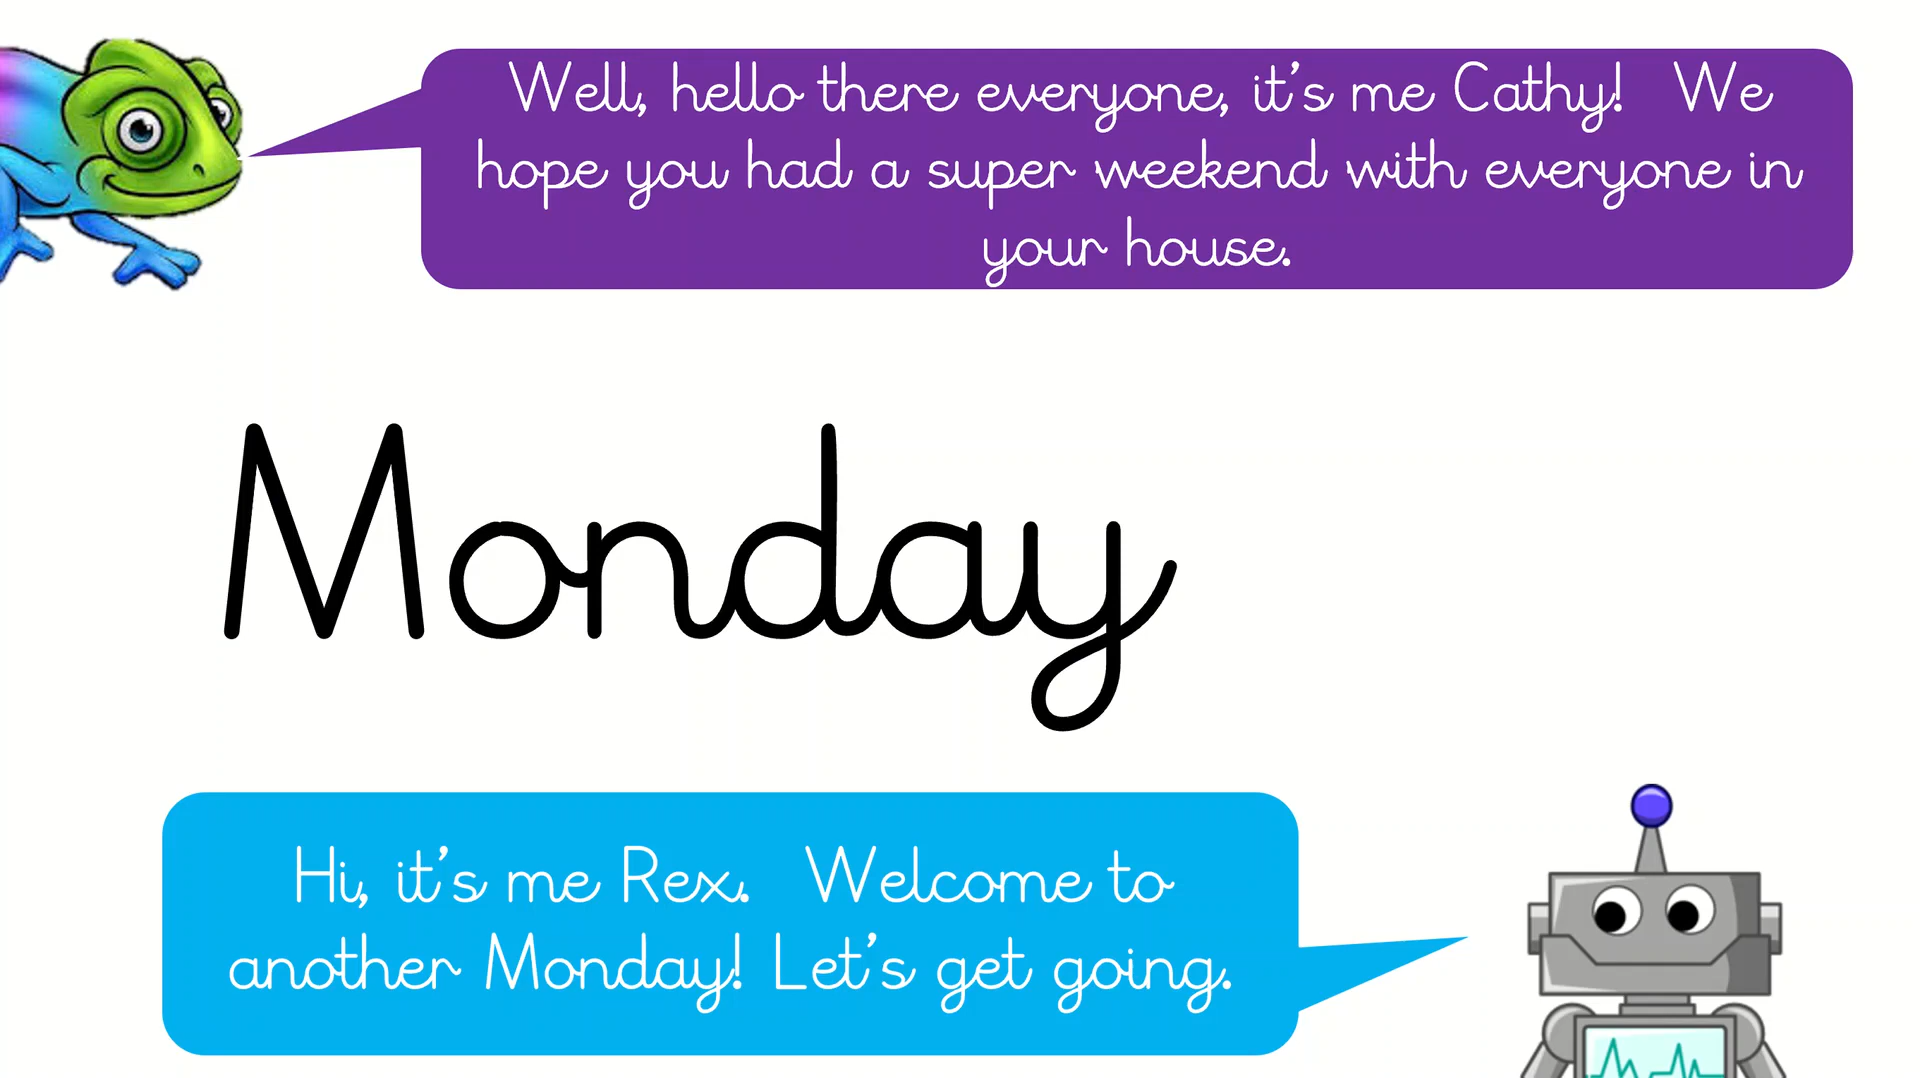 Well, hello there everyone, it's me Cathy! We
hope you had a super weekend with everyone in
your house.
Monday
Hi, it's me Rex. Welcome to
another Monday! Let's get going.